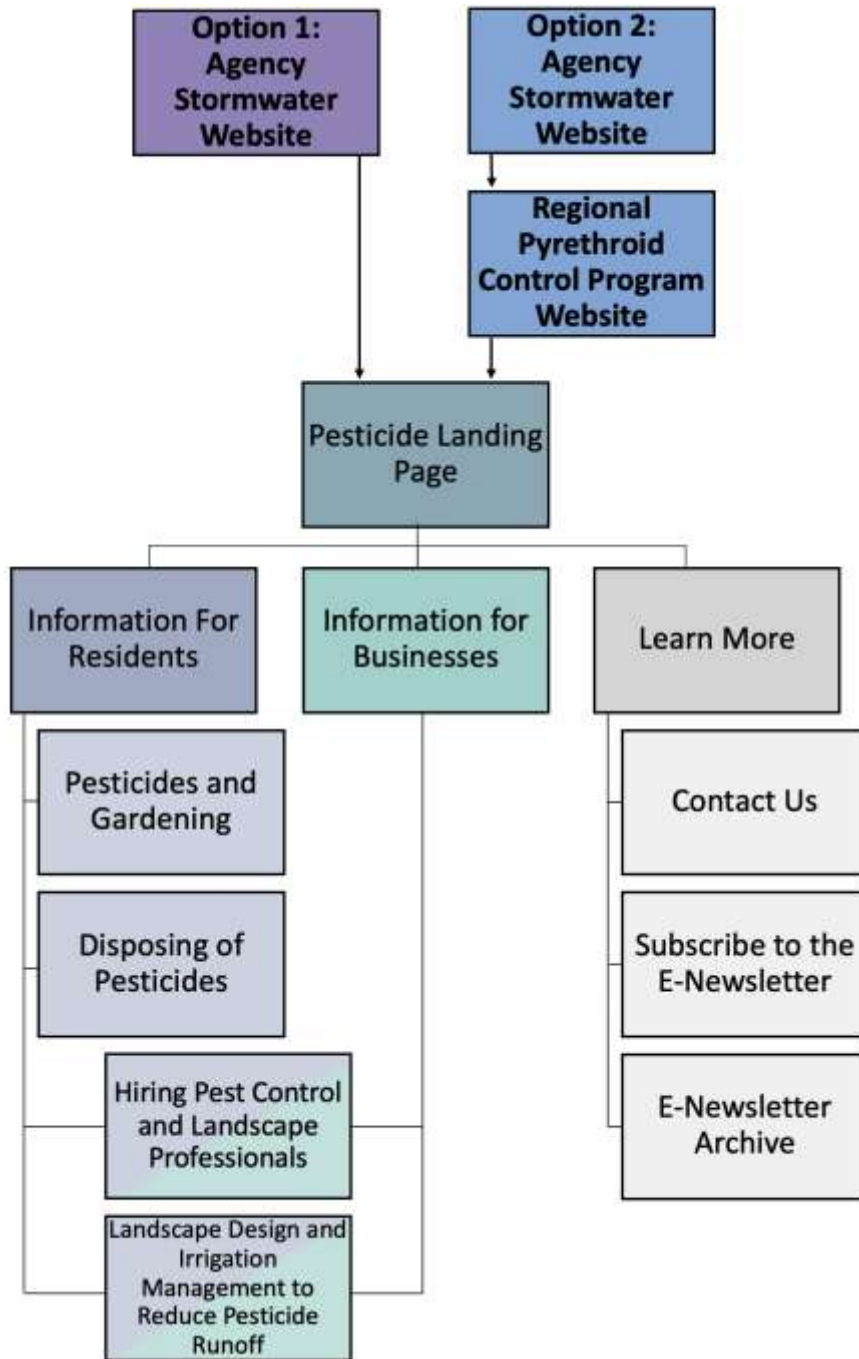 Option 1:
Agency
Stormwater
Website
Option 2:
Agency
Stormwater
Website
Regional
Pyrethroid
Control Program
Website
Pesticide Landing
Page
Information For
Residents
Information for
Businesses
Learn More
Pesticides and
Gardening
Disposing of
Pesticides
Hiring Pest Control
and Landscape
Professionals
Landscape Design and
Irrigation
Management to
Reduce Pesticide
Runoff
Contact Us
Subscribe to the
E-Newsletter
E-Newsletter
Archive